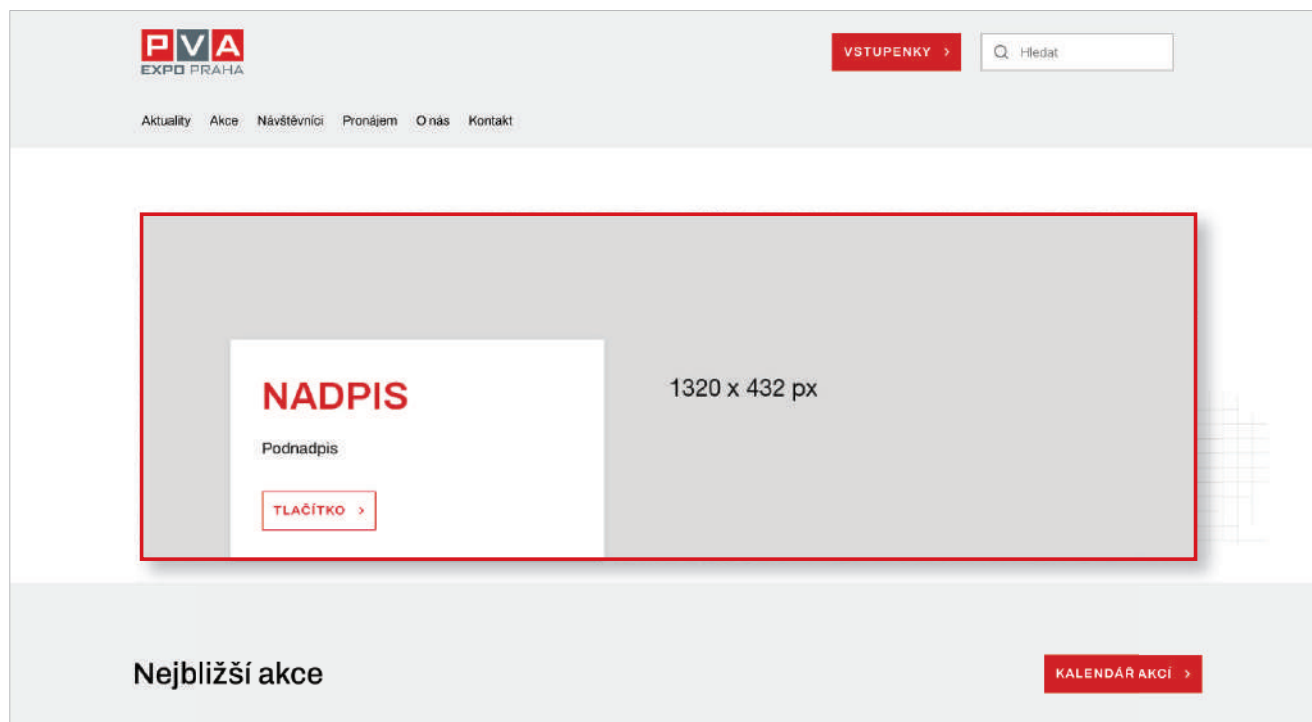 PVA
EXPO PRAHA
VSTUPENKY >
Hledat
Aktuality Akce Návštěvníci Pronájem O nás Kontakt
NADPIS
Podnadpis
TLAČÍTKO >
1320 x 432 px
Nejbližší akce
KALENDÁŘ AKCÍ >